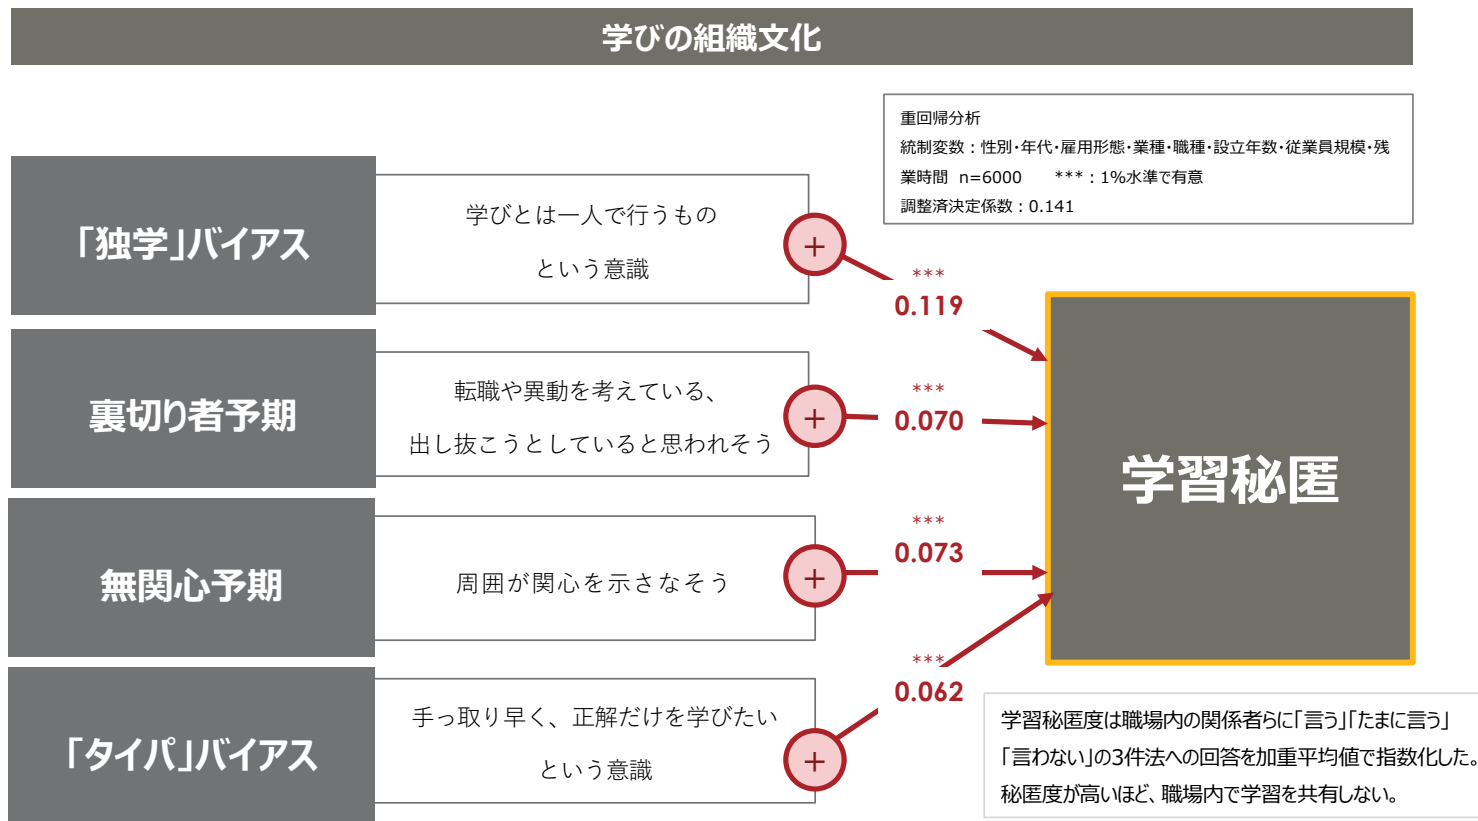 学びの組織文化
重回帰分析
統制変数：性別・年代・雇用形態・業種・職種・設立年数・従業員規模・残
業時間 n=6000 ***：1%水準で有意
調整済決定係数：0.141
「独学」バイアス
学びとは一人で行うもの
という意識
+
***
0.119
裏切り者予期
転職や異動を考えている、
出し抜こうとしていると思われそう
+
***
0.070
無関心予期
周囲が関心を示さなそう
+
***
0.073
「タイパ」バイアス
手っ取り早く、正解だけを学びたい
という意識
+
***
0.062
学習秘匿
学習秘匿度は職場内の関係者らに「言う」「たまに言う」
「言わない」の3件法への回答を加重平均値で指数化した。
秘匿度が高いほど、職場内で学習を共有しない。